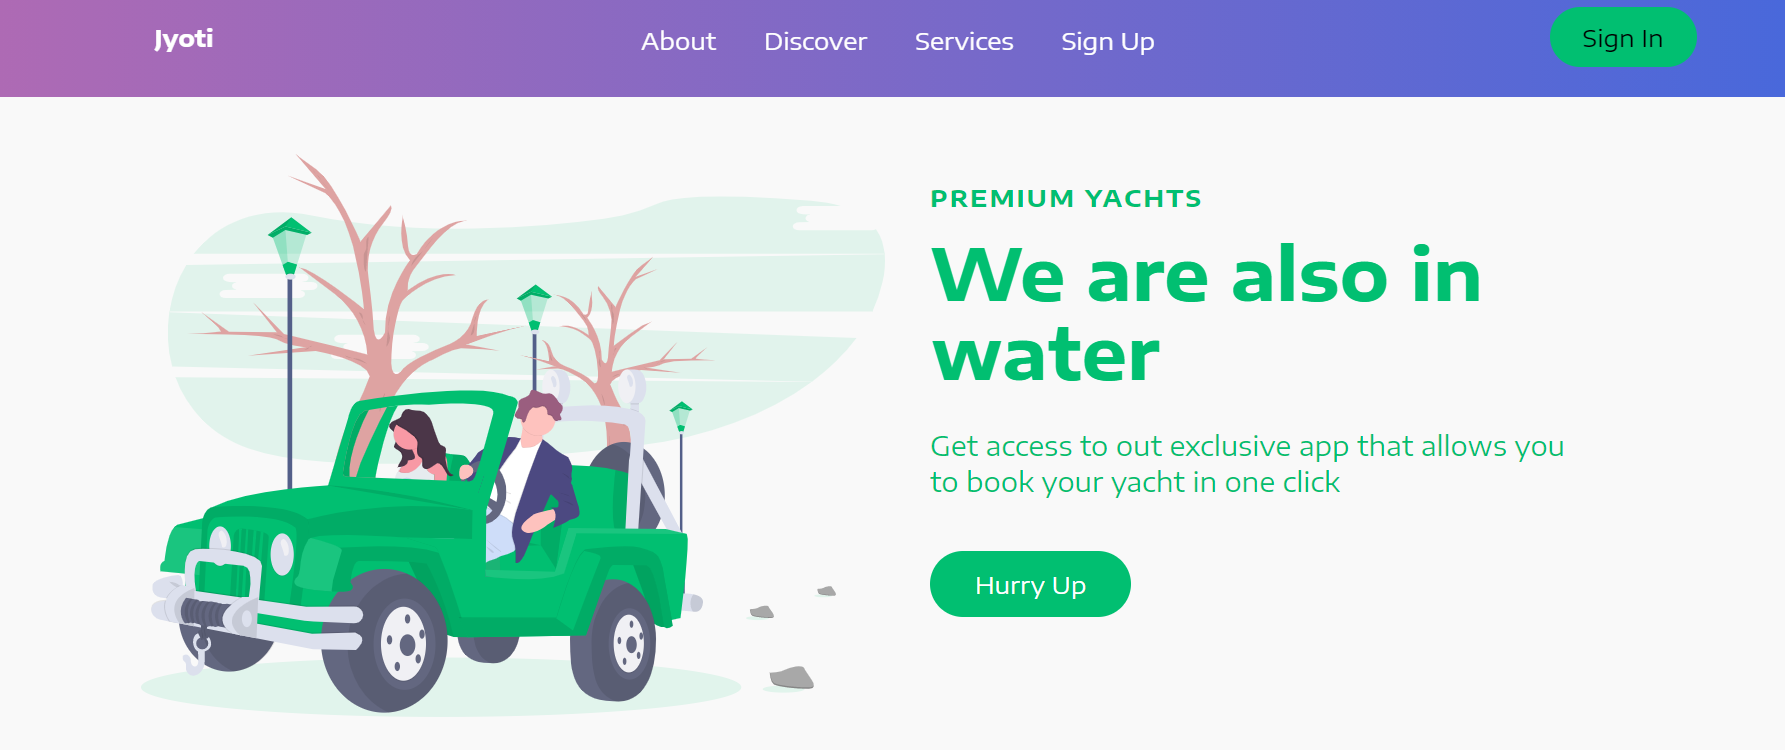 Jyoti
About Discover Services Sign Up
Sign In
PREMIUM YACHTS
We are also in
water
Get access to out exclusive app that allows you
to book your yacht in one click
Hurry Up